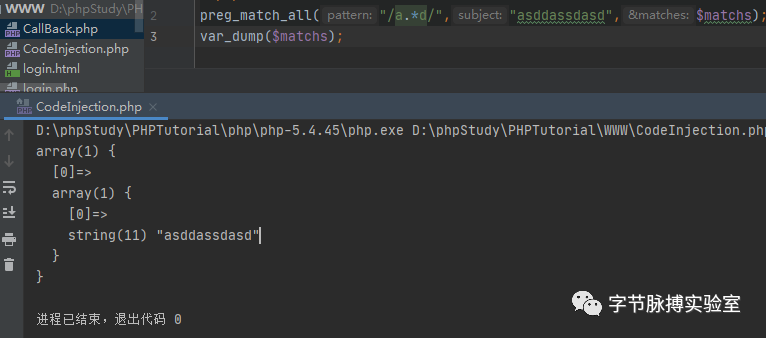 WWW D:\phpStudy\PH
CallBack.php
CodeInjection.php
login.html
login.php
2 preg_match_all( pattern: "/a.*d/", subject: "asddassdasd", &matches: $matchs);
3 var_dump($matchs);
CodeInjection.php ×
D:\phpStudy\PHPTutorial\php\php-5.4.45\php.exe D:\phpStudy\PHPTutorial\WWW\CodeInjection.php
array(1) {
[0]=>
array(1) {
[0]=>
string(11) "asddassdasd"
}
}
进程已结束，退出代码 0
字节脉搏实验室